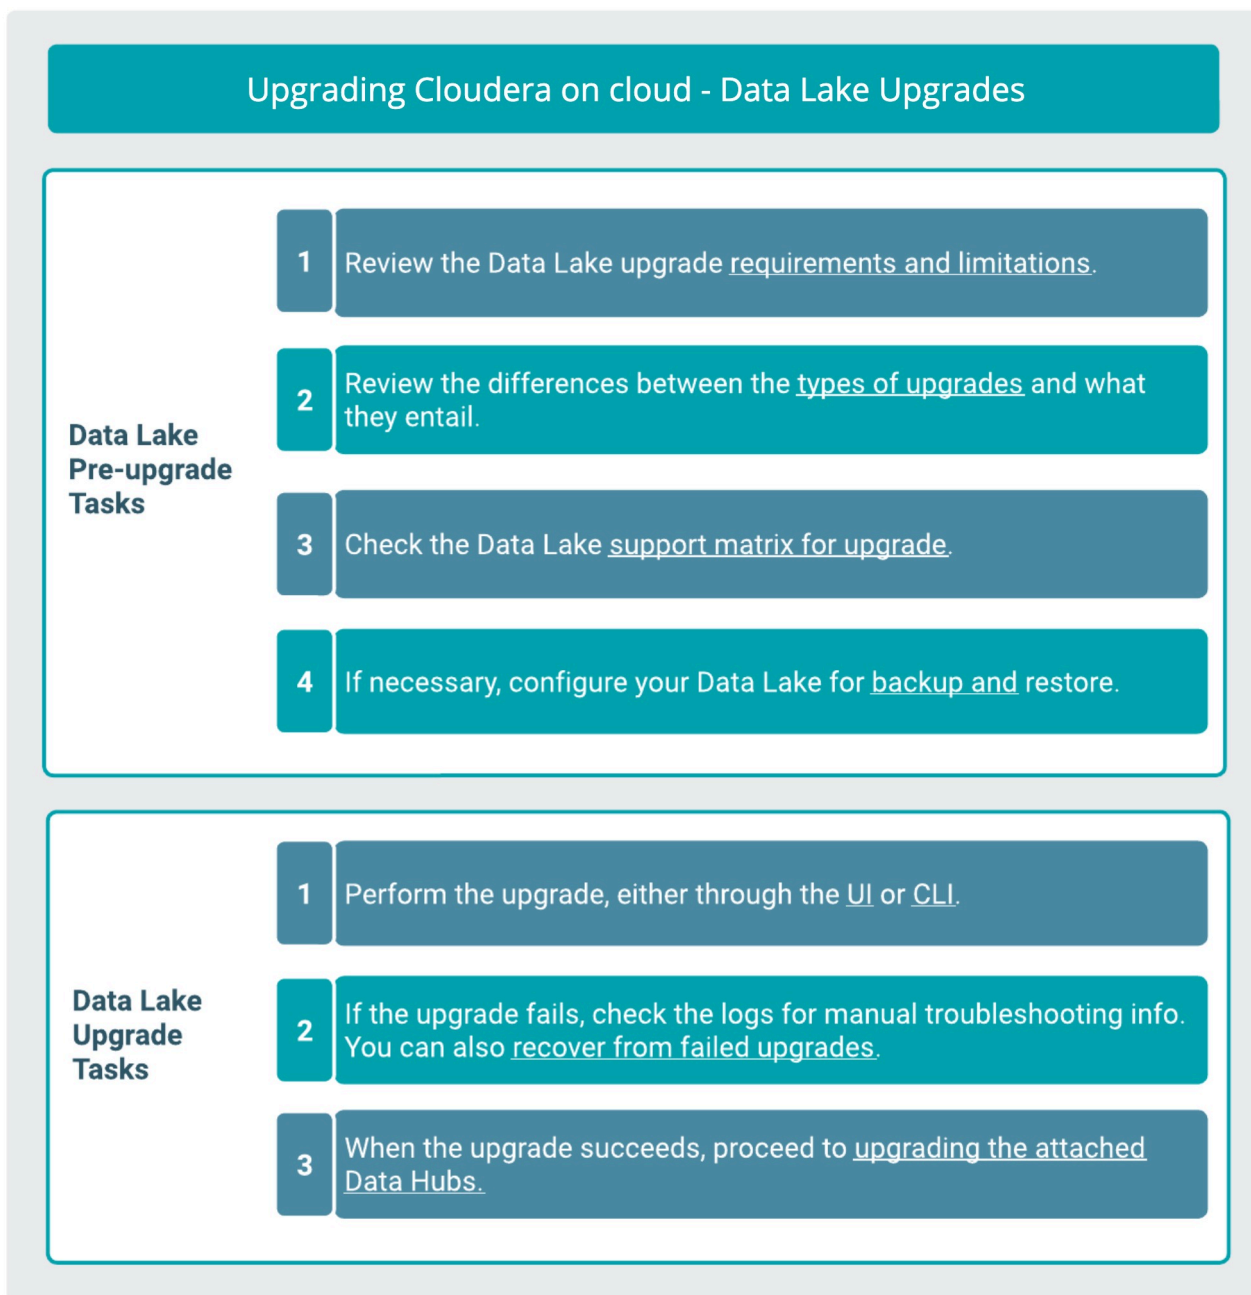 Upgrading Cloudera on cloud - Data Lake Upgrades
Data Lake
Pre-upgrade
Tasks
1
Review the Data Lake upgrade requirements and limitations.
2
Review the differences between the types of upgrades and what
they entail.
3
Check the Data Lake support matrix for upgrade.
4
If necessary, configure your Data Lake for backup and restore.
Data Lake
Upgrade
Tasks
1
Perform the upgrade, either through the UI or CLI.
2
If the upgrade fails, check the logs for manual troubleshooting info.
You can also recover from failed upgrades.
3
When the upgrade succeeds, proceed to upgrading the attached
Data Hubs.